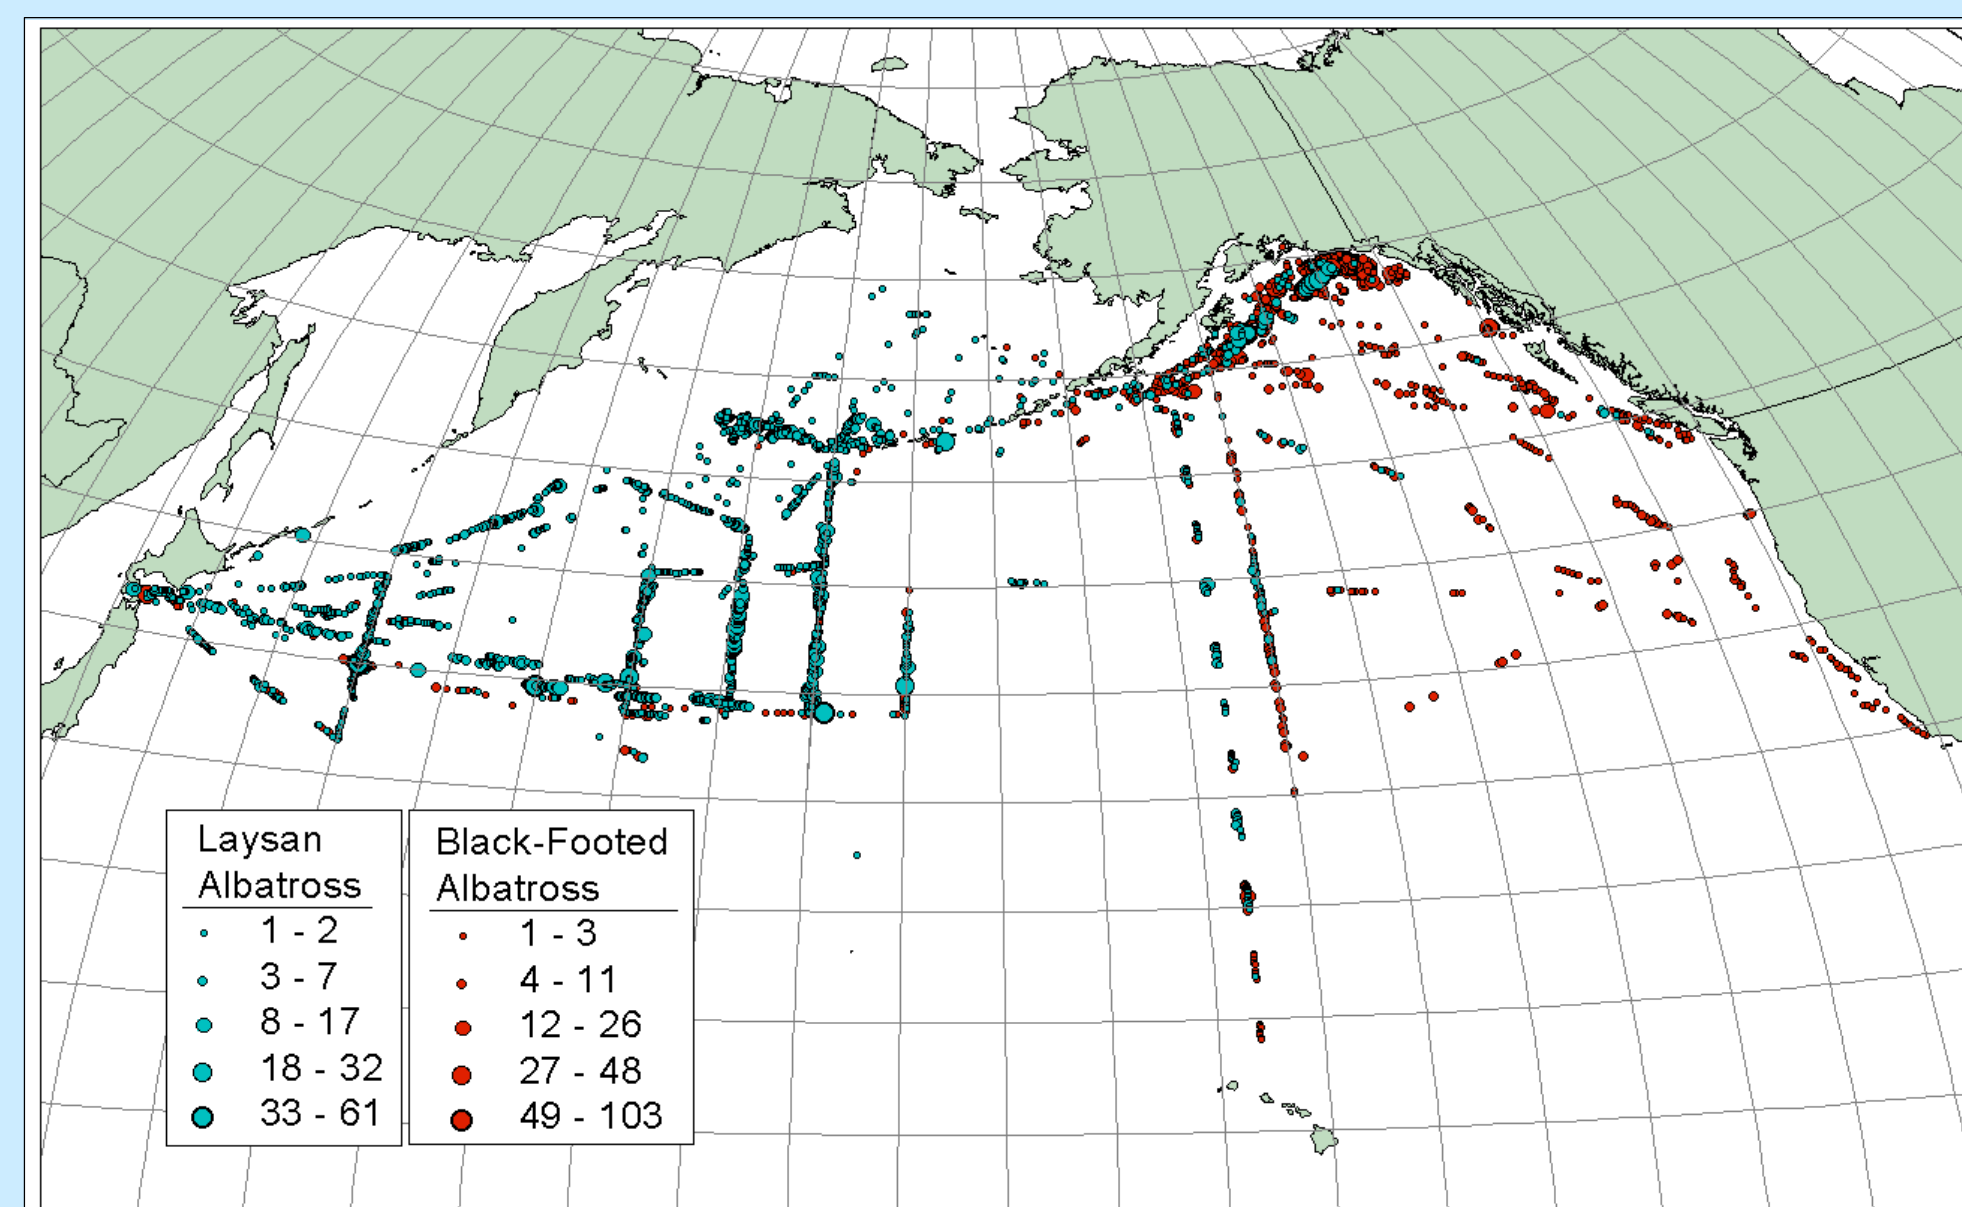 Laysan
Albatross
1 - 2
3 - 7
8 - 17
18 - 32
33 - 61
Black-Footed
Albatross
1 - 3
4 - 11
12 - 26
27 - 48
49 - 103